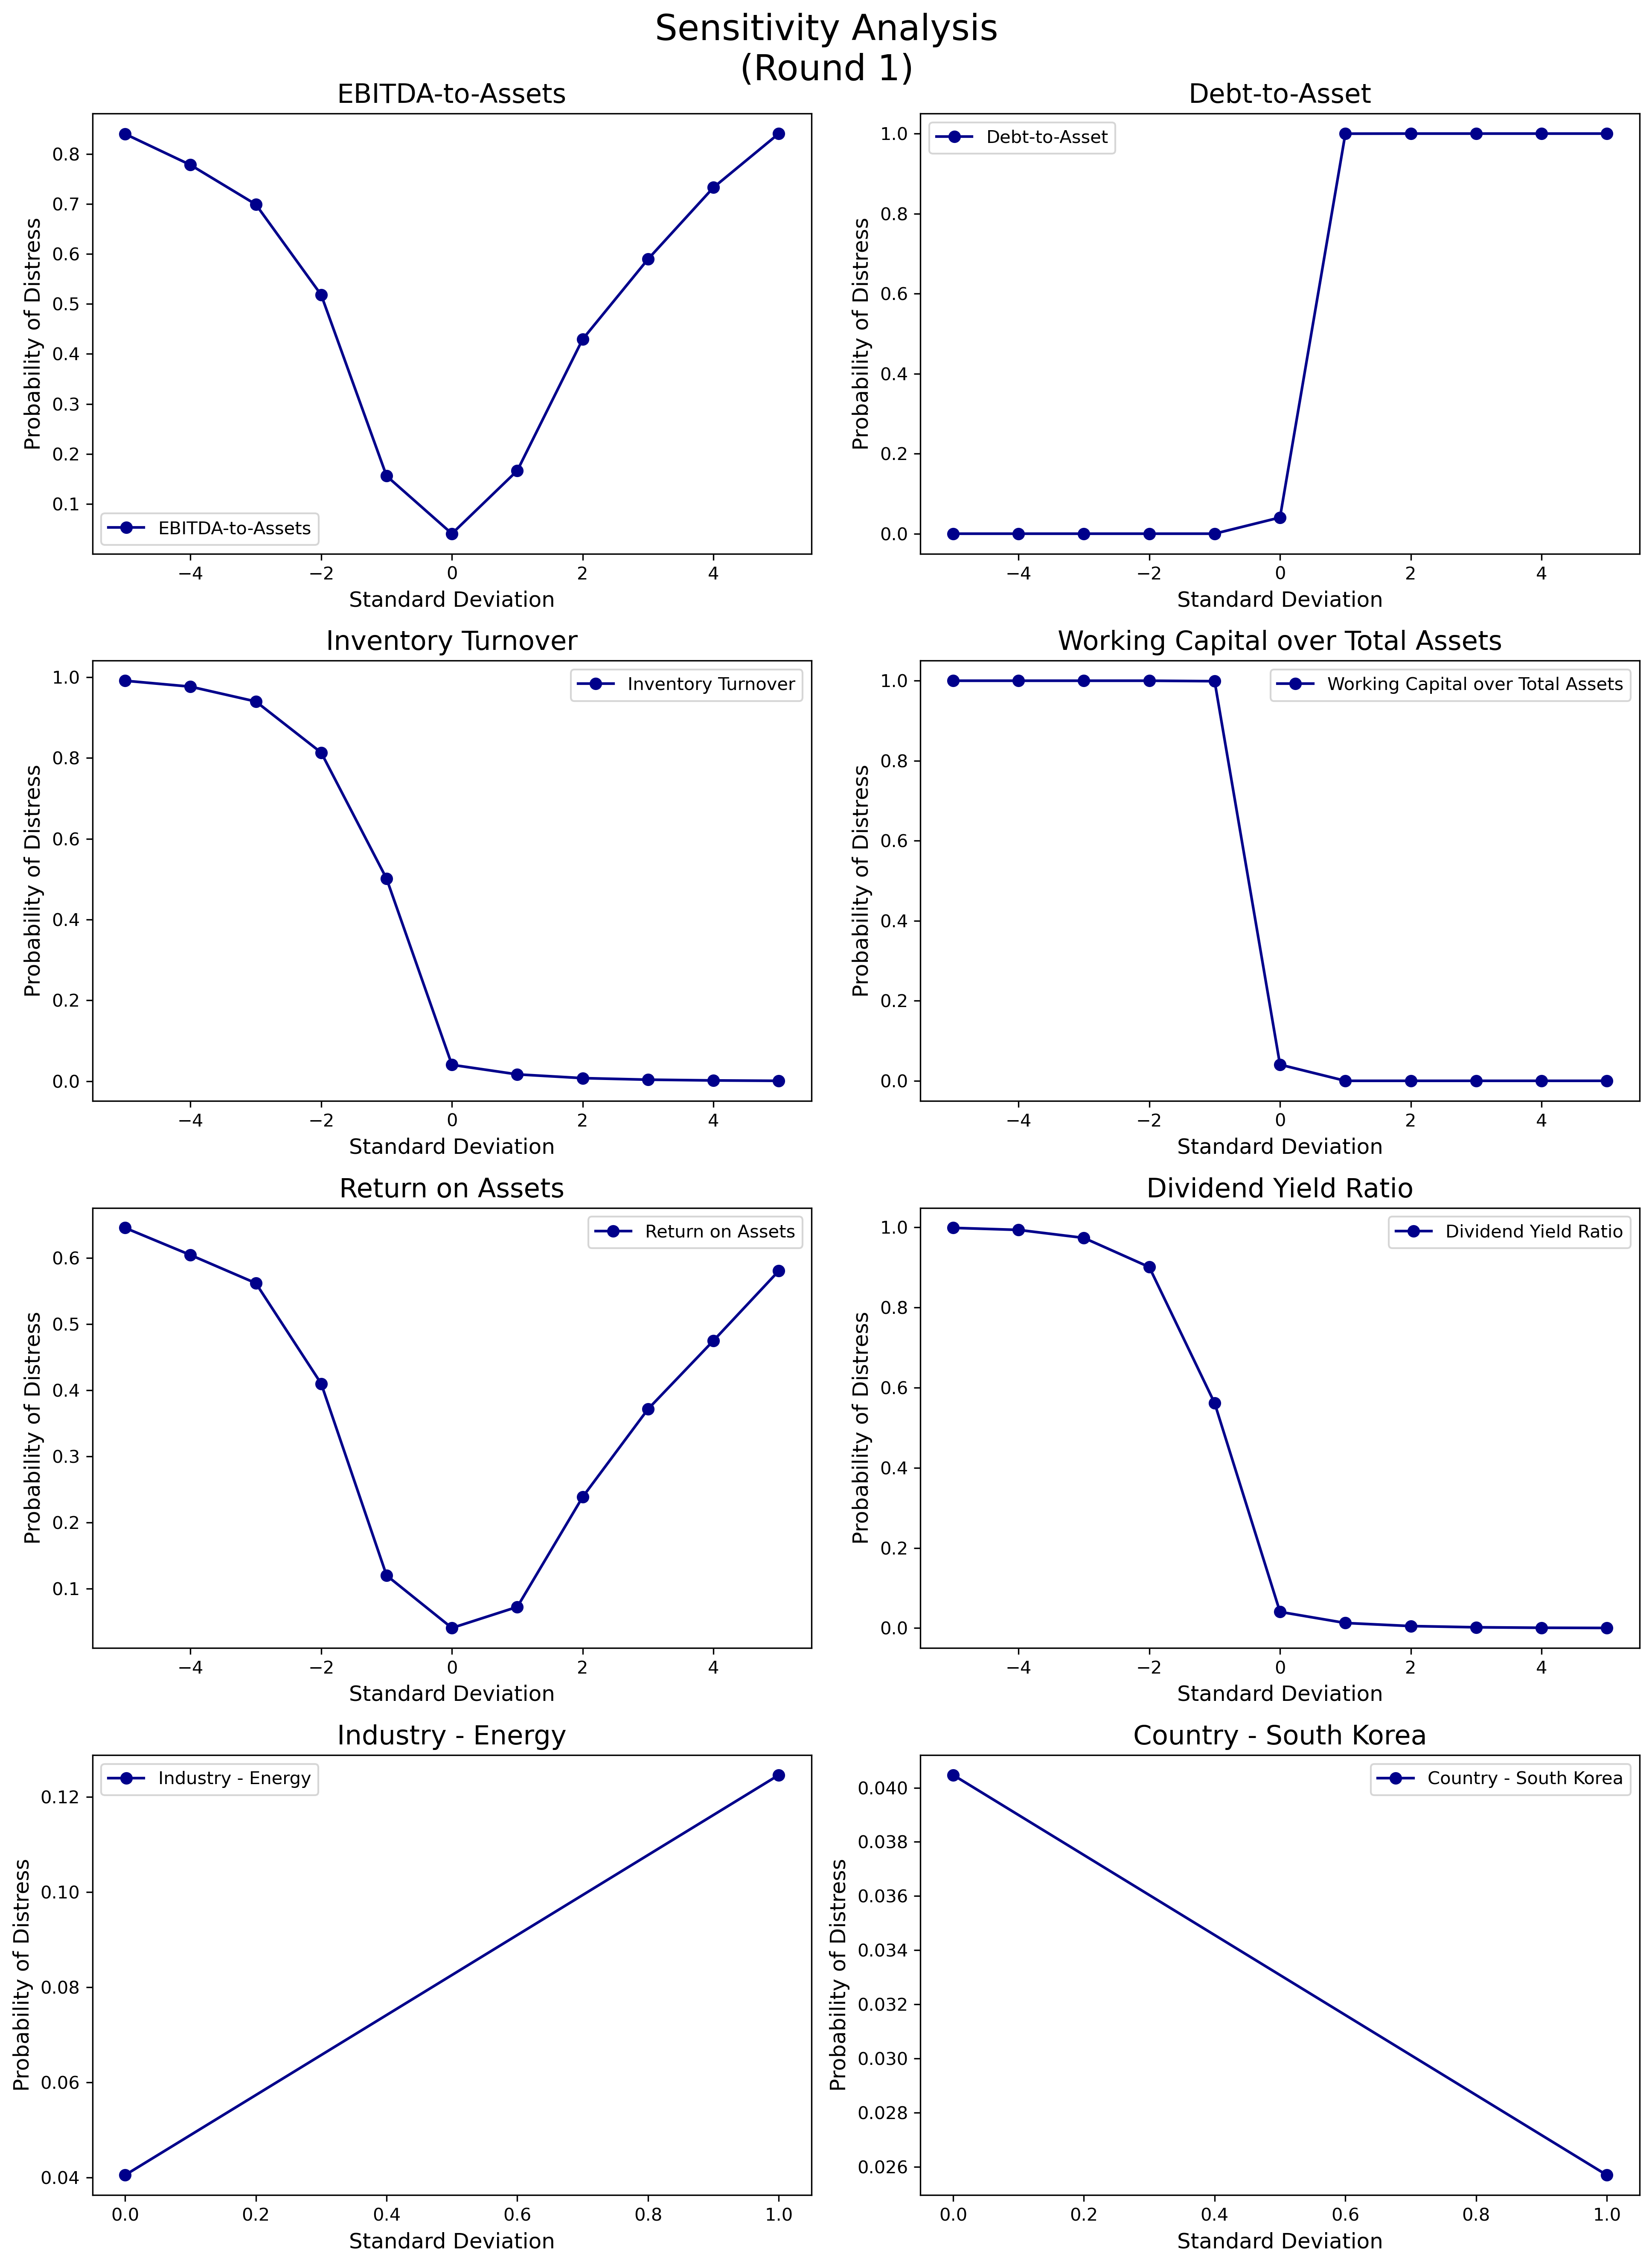 Sensitivity Analysis
(Round 1)
EBITDA-to-Assets
Probability of Distress
0.8
0.7
0.6
0.5
0.4
0.3
0.2
0.1
EBITDA-to-Assets
−4 −2 0 2 4
Standard Deviation
Debt-to-Asset
Probability of Distress
1.0
0.8
0.6
0.4
0.2
0.0
Debt-to-Asset
−4 −2 0 2 4
Standard Deviation
Inventory Turnover
Probability of Distress
1.0
0.8
0.6
0.4
0.2
0.0
Inventory Turnover
−4 −2 0 2 4
Standard Deviation
Working Capital over Total Assets
Probability of Distress
1.0
0.8
0.6
0.4
0.2
0.0
Working Capital over Total Assets
−4 −2 0 2 4
Standard Deviation
Return on Assets
Probability of Distress
0.6
0.5
0.4
0.3
0.2
0.1
Return on Assets
−4 −2 0 2 4
Standard Deviation
Dividend Yield Ratio
Probability of Distress
1.0
0.8
0.6
0.4
0.2
0.0
Dividend Yield Ratio
−4 −2 0 2 4
Standard Deviation
Industry - Energy
Probability of Distress
0.12
0.10
0.08
0.06
0.04
Industry - Energy
0.0 0.2 0.4 0.6 0.8 1.0
Standard Deviation
Country - South Korea
Probability of Distress
0.040
0.038
0.036
0.034
0.032
0.030
0.028
0.026
Country - South Korea
0.0 0.2 0.4 0.6 0.8 1.0
Standard Deviation